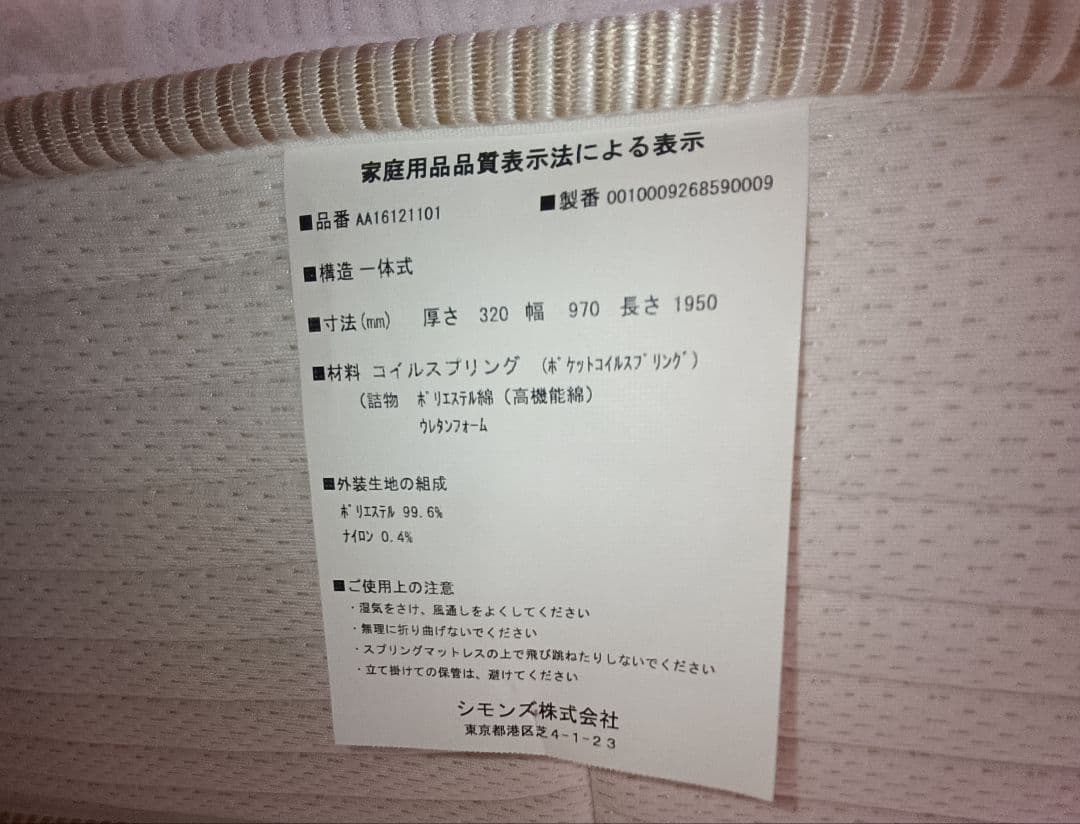 家庭用品品質表示法による表示
■品番 AA16121101 ■製番 0010009268590009
■構造 一体式
■寸法(mm) 厚さ 320 幅 970 長さ 1950
■材料 コイルスプリング (ﾎﾟｹｯﾄｺｲﾙｽﾌﾟﾘﾝｸﾞ)
(詰物 ﾎﾟﾘｴｽﾃﾙ綿 (高機能綿)
ｳﾚﾀﾝﾌｫｰﾑ
■外装生地の組成
ﾎﾟﾘｴｽﾃﾙ 99.6%
ﾅｲﾛﾝ 0.4%
■ご使用上の注意
・湿気をさけ、風通しをよくしてください
・無理に折り曲げないでください
・スプリングマットレスの上で飛び跳ねたりしないでください
・立て掛けての保管は、避けてください
シモンズ株式会社
東京都港区芝4-1-23